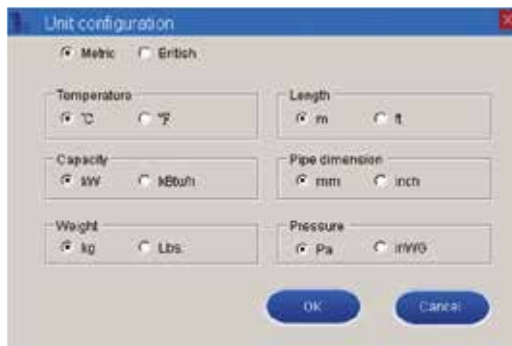 Unit configuration
Metric British
Temperature Length
°C °F m ft
Capacity Pipe dimension
kW kBtu/h mm inch
Weight Pressure
kg Lbs. Pa inWG
OK Cancel